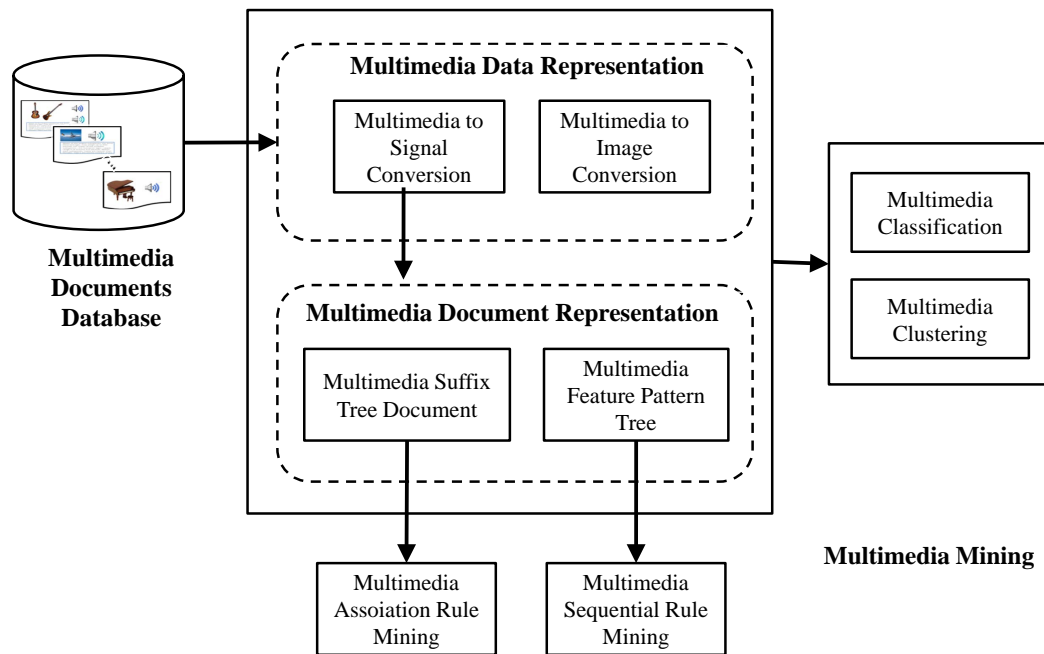 Multimedia Data Representation
Multimedia to
Signal
Conversion
Multimedia to
Image
Conversion
Multimedia
Documents
Database
Multimedia Document Representation
Multimedia Suffix
Tree Document
Multimedia
Feature Pattern
Tree
Multimedia
Classification
Multimedia
Clustering
Multimedia Mining
Multimedia
Assoiation Rule
Mining
Multimedia
Sequential Rule
Mining